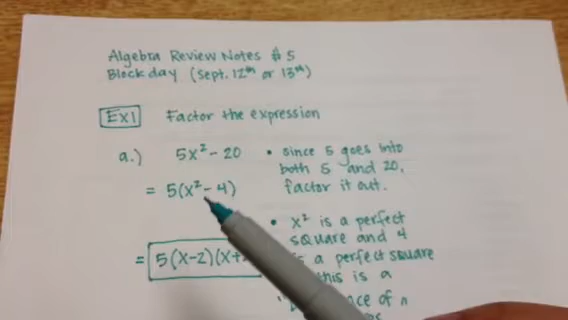 Algebra Review Notes #5
Block day (Sept. 12th or 13th)
Ex1 Factor the expression
a.) 5x² - 20
= 5(x² - 4)
= 5(x-2)(x+
• since 5 goes into
both 5 and 20,
factor it out.
• x² is a perfect
square and 4
a perfect square
this is a
nce of